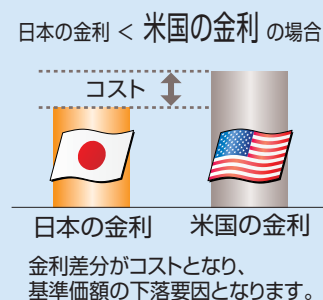 日本の金利 < 米国の金利 の場合
コスト
日本の金利 米国の金利
金利差分がコストとなり、
基準価額の下落要因となります。